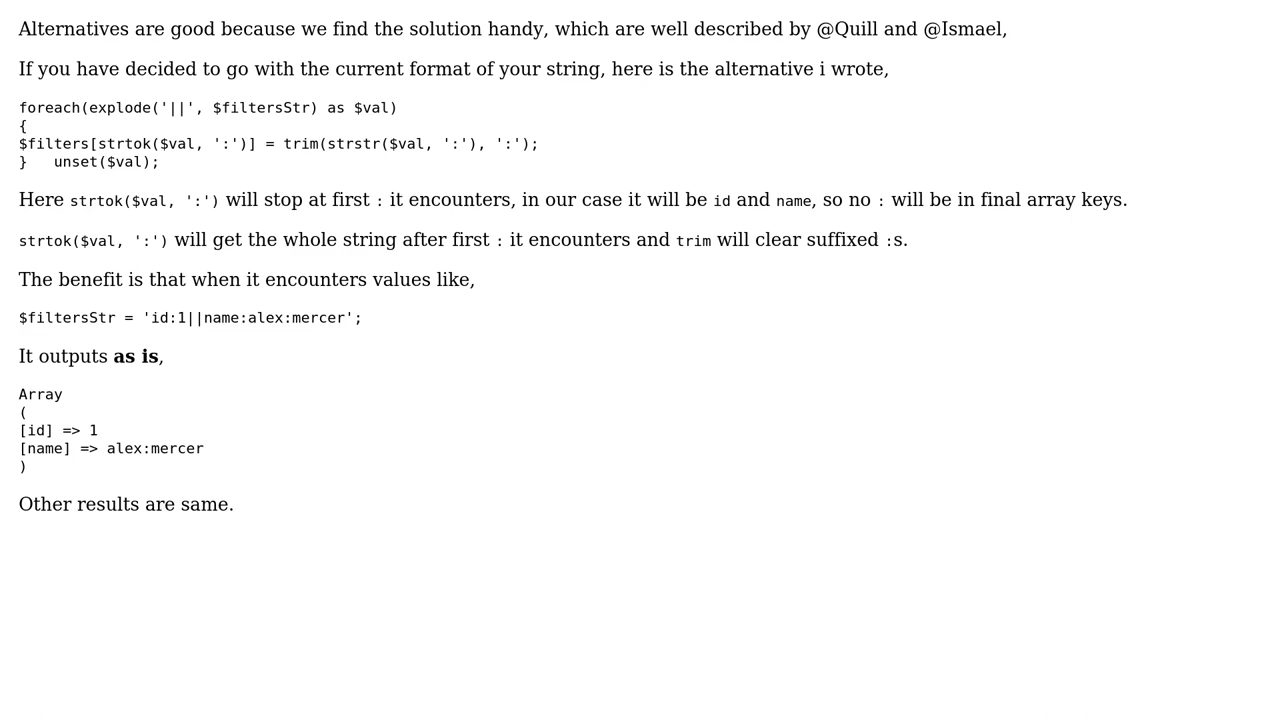 Alternatives are good because we find the solution handy, which are well described by @Quill and @Ismael,
If you have decided to go with the current format of your string, here is the alternative i wrote,
foreach(explode('||', $filtersStr) as $val)
{
$filters[strtok($val, ':')] = trim(strstr($val, ':'), ':');
}   unset($val);
Here strtok($val, ':') will stop at first : it encounters, in our case it will be id and name, so no : will be in final array keys.
strtok($val, ':') will get the whole string after first : it encounters and trim will clear suffixed :s.
The benefit is that when it encounters values like,
$filtersStr = 'id:1||name:alex:mercer';
It outputs as is,
Array
(
[id] => 1
[name] => alex:mercer
)
Other results are same.